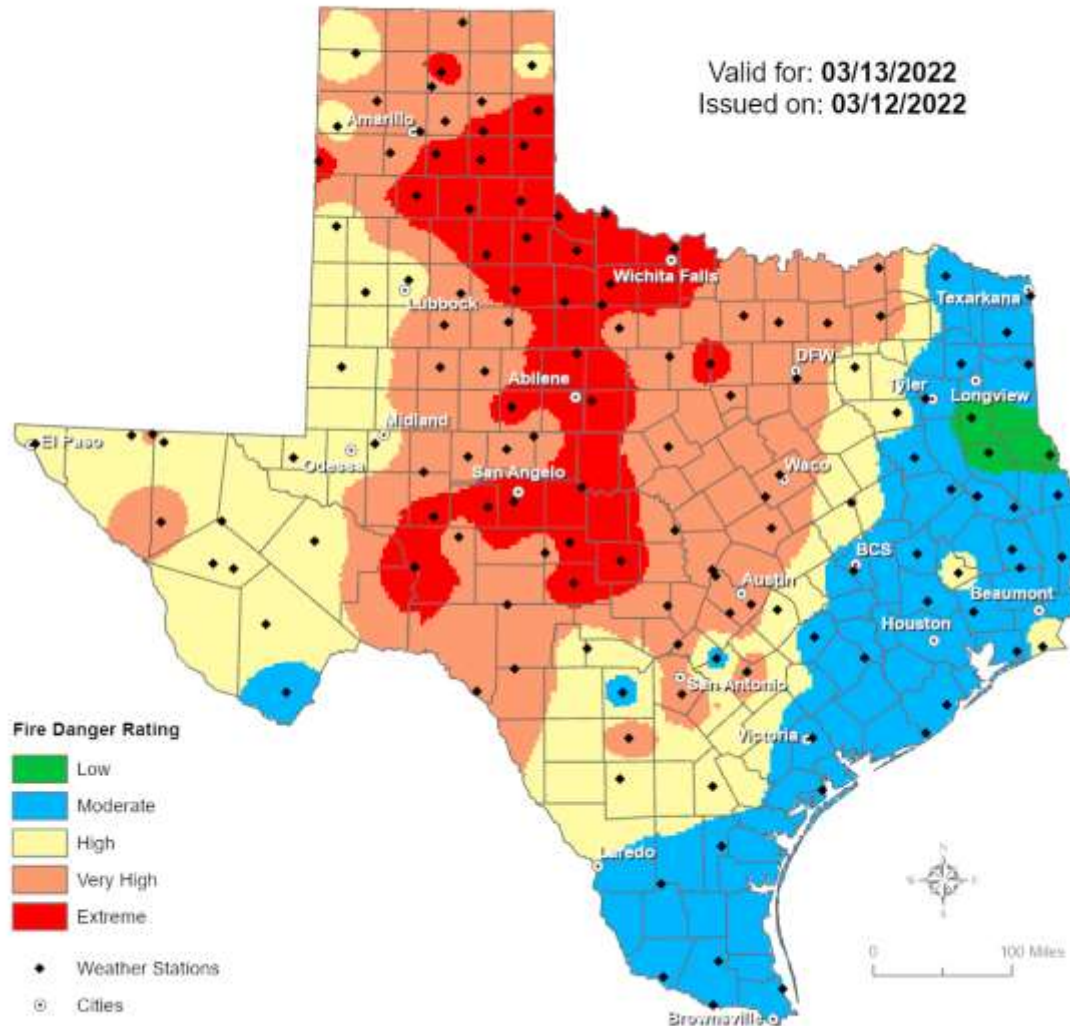 Valid for: 03/13/2022
Issued on: 03/12/2022
Amarillo
Wichita Falls
Lubbock
Texarkana
DFW
Abilene
Tyler
Longview
Midland
El Paso
Odessa
San Angelo
Waco
BCS
Austin
Beaumont
Houston
San Antonio
Victoria
Laredo
Brownsville
Fire Danger Rating
Low
Moderate
High
Very High
Extreme
Weather Stations
Cities
N
W
E
S
0
100 Miles